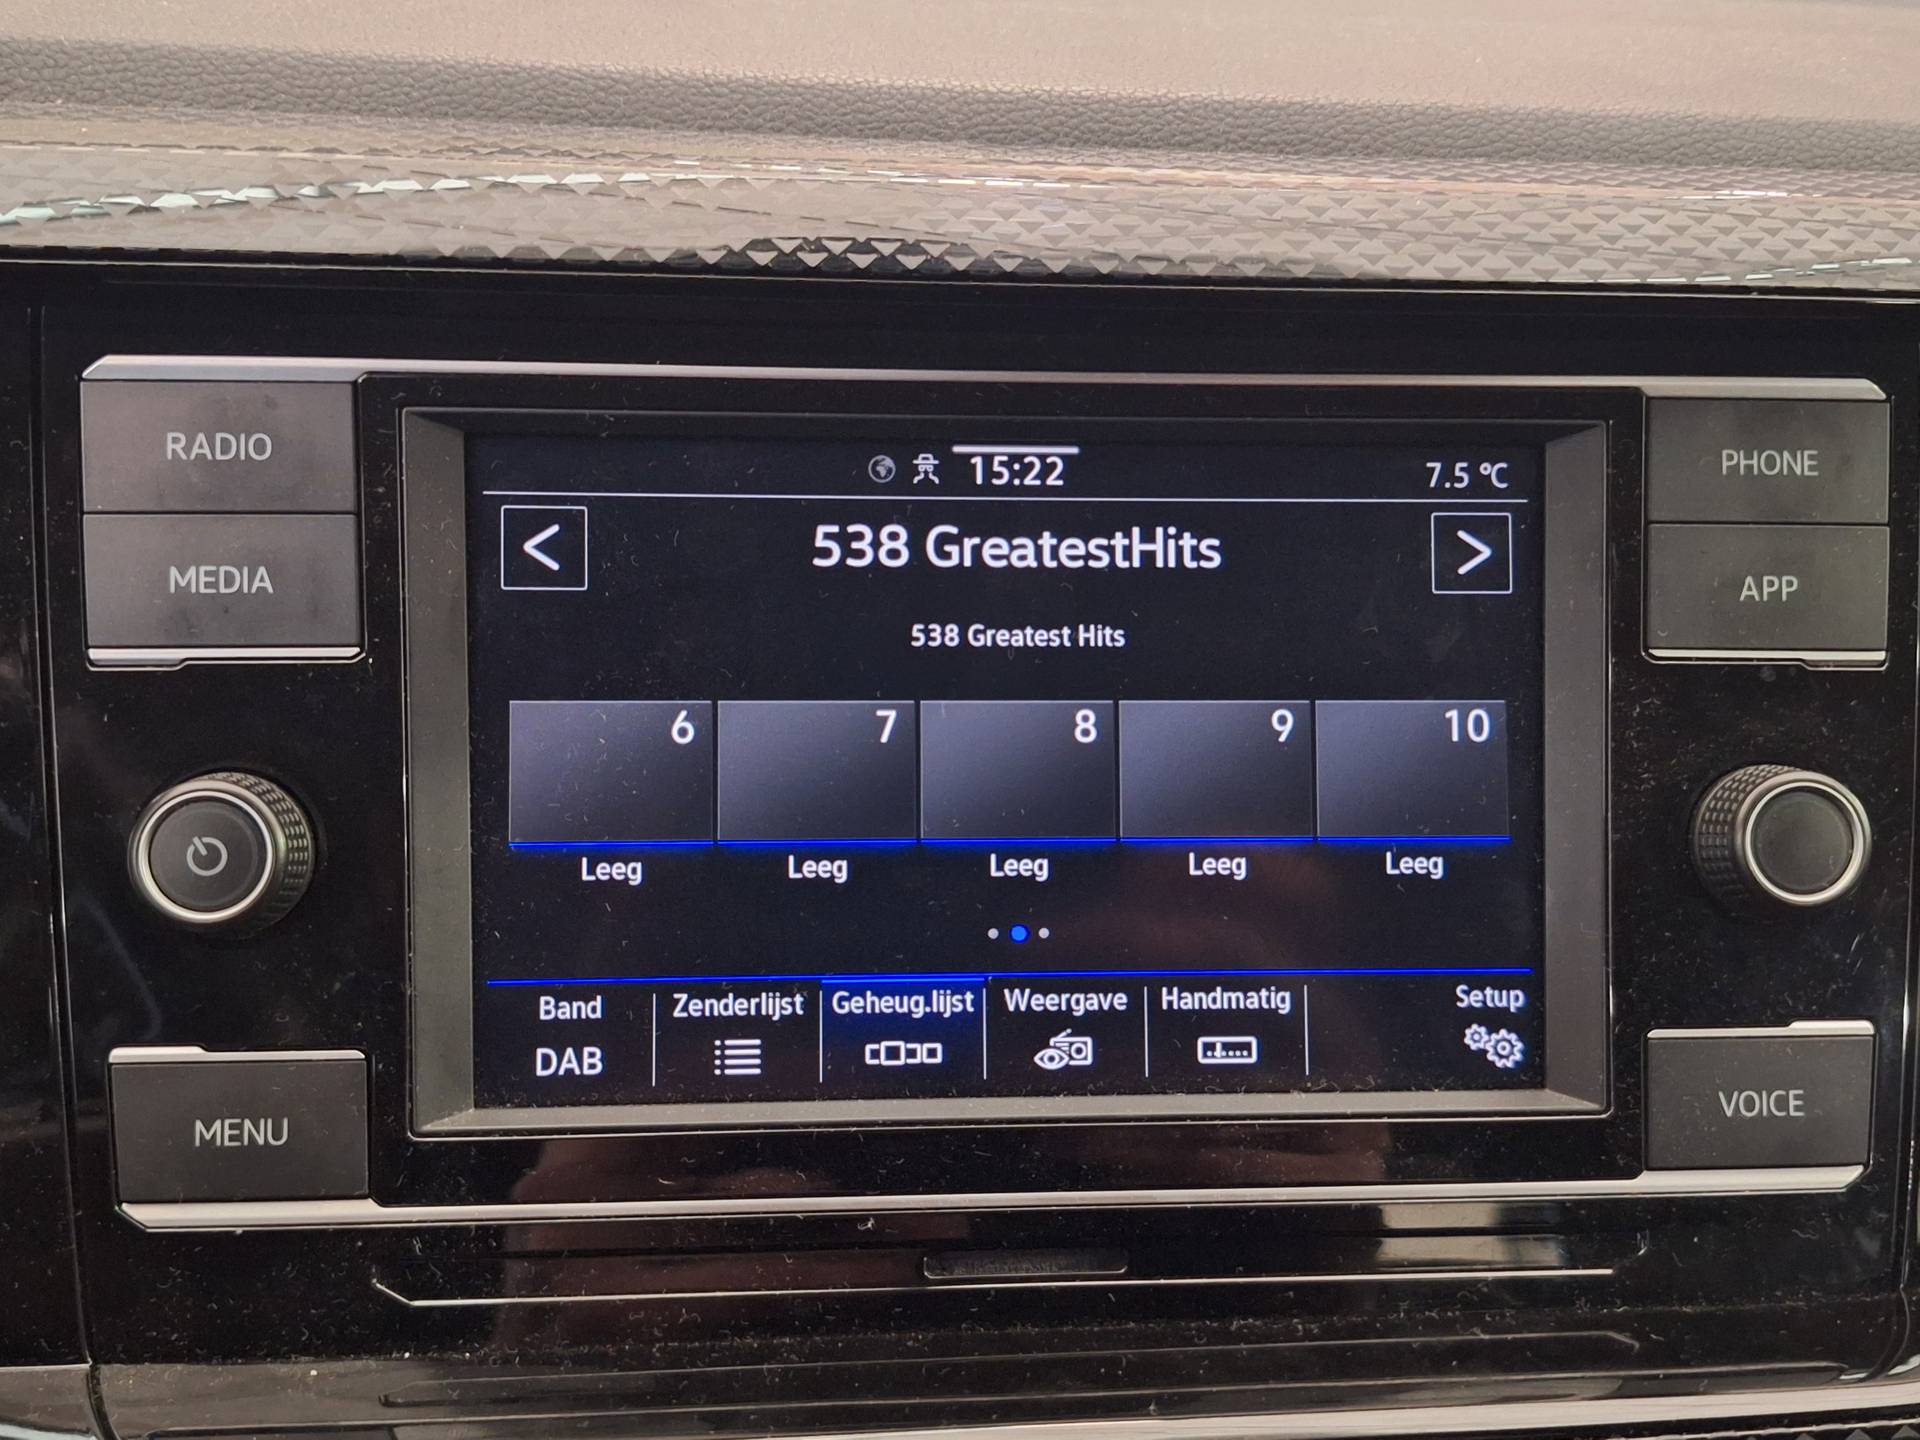 RADIO
MEDIA
MENU
15:22
7.5 °C
<
538 GreatestHits
>
538 Greatest Hits
6 7 8 9 10
Leeg Leeg Leeg Leeg Leeg
Band Zenderlijst Geheug.lijst Weergave Handmatig Setup
DAB
PHONE
APP
VOICE